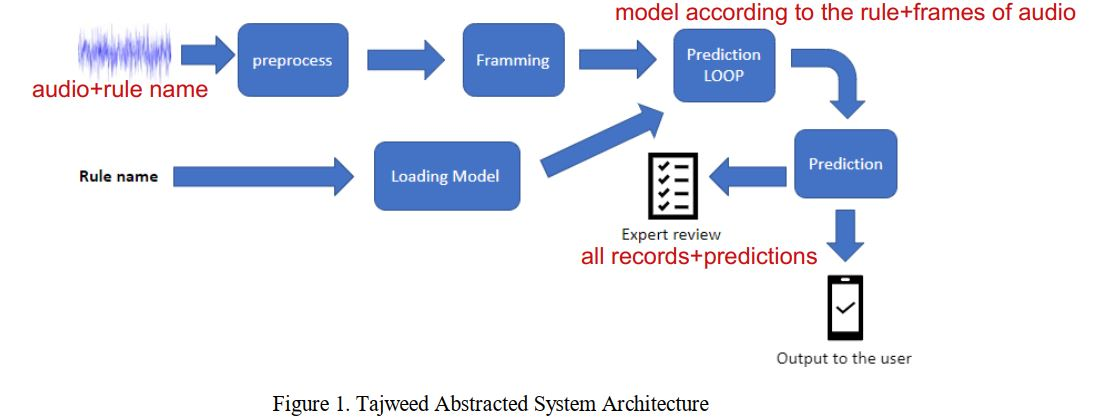 model according to the rule+frames of audio
preprocess
Framming
Prediction
LOOP
audio+rule name
Rule name
Loading Model
Prediction
Expert review
all records+predictions
Output to the user
Figure 1. Tajweed Abstracted System Architecture